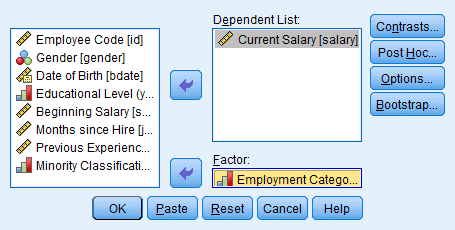 Dependent List:
Employee Code [id]
Gender [gender]
Date of Birth [bdate]
Educational Level (y...
Beginning Salary [s...
Months since Hire [j...
Previous Experienc...
Minority Classificati...
Current Salary [salary]
Factor:
Employment Catego...
Contrasts...
Post Hoc...
Options...
Bootstrap...
OK
Paste
Reset
Cancel
Help